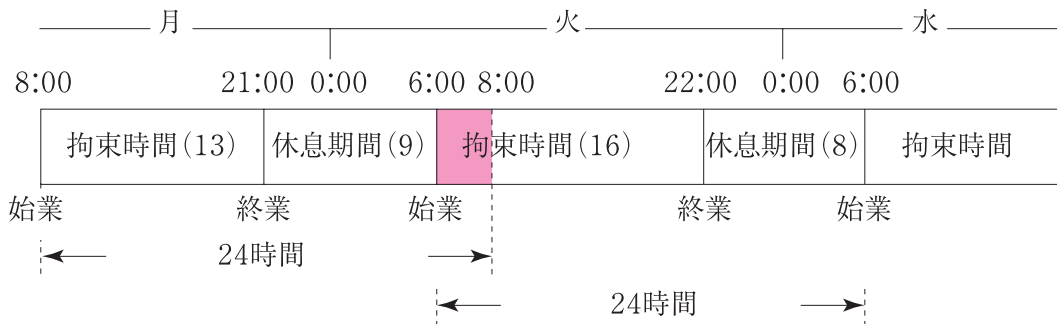 月 火 水
8:00 21:00 0:00 6:00 8:00 22:00 0:00 6:00
拘束時間(13) 休息期間(9) 拘束時間(16) 休息期間(8) 拘束時間
始業 終業 始業 終業 始業
24時間
24時間